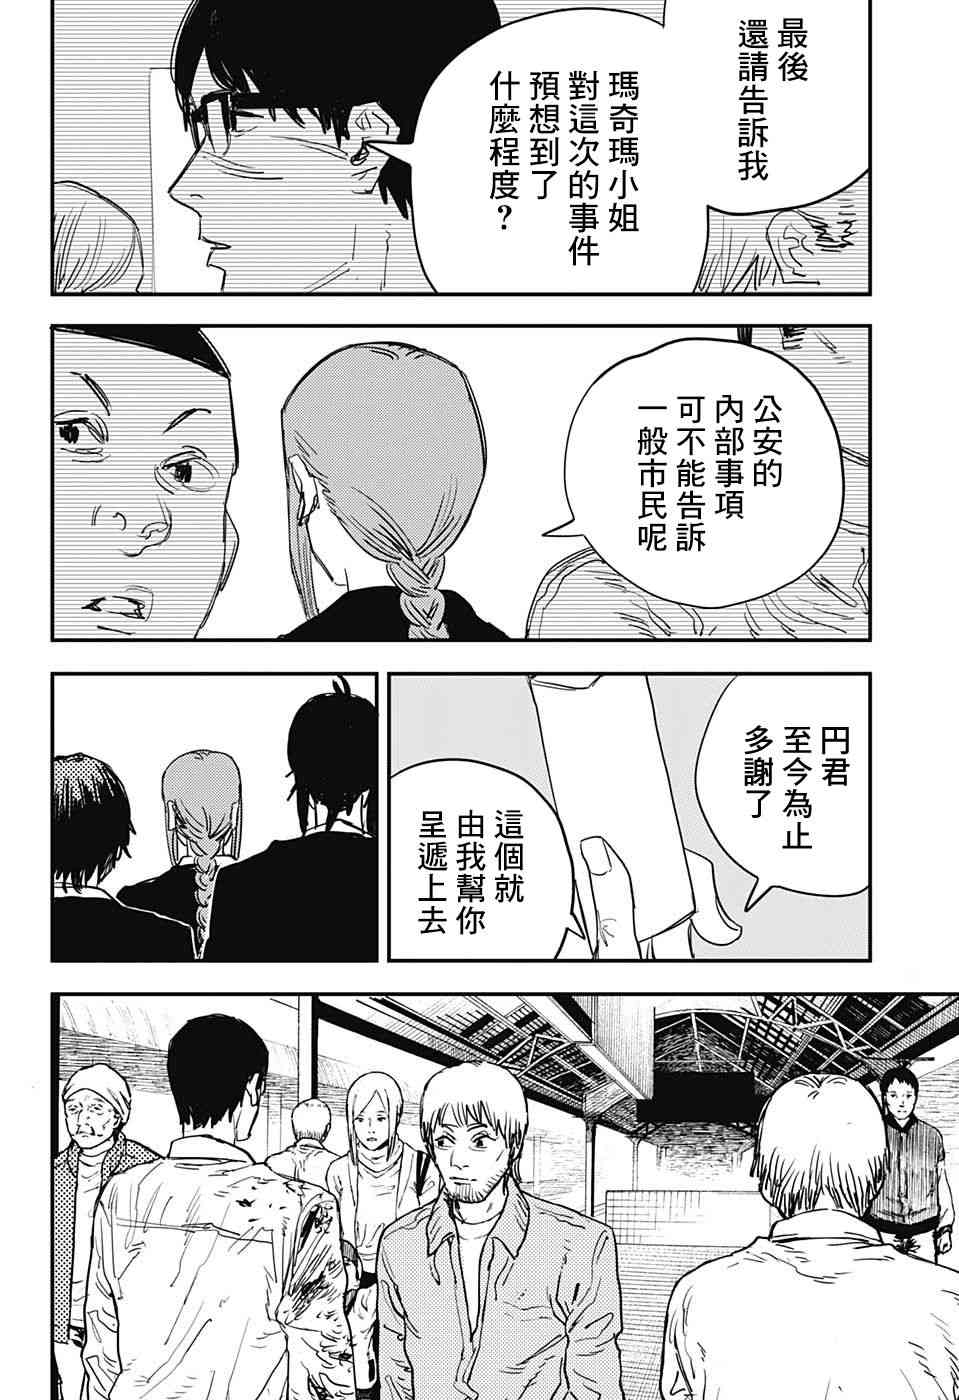 最後
還請告訴我
瑪奇瑪小姐
對這次的事件
預想到了
什麼程度？
公安的
內部事項
可不能告訴
一般市民呢
円君
至今為止
多謝了
這個就
由我幫你
呈遞上去